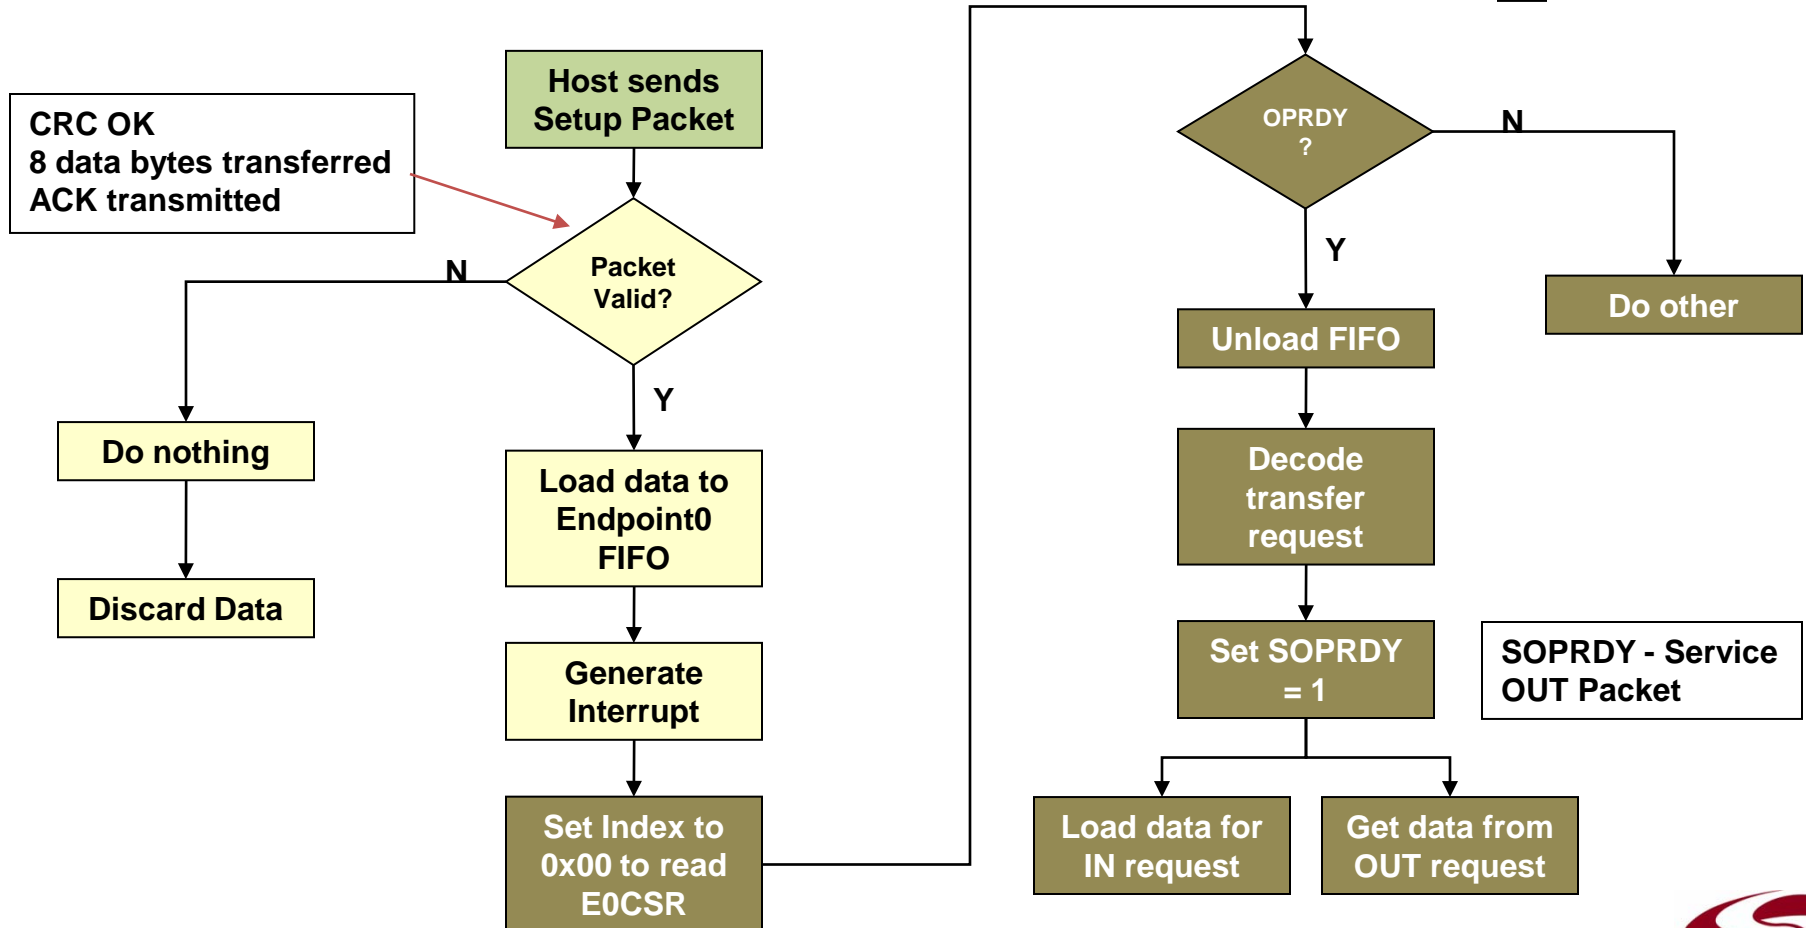 Host sends
Setup Packet
CRC OK
8 data bytes transferred
ACK transmitted
Packet
Valid?
N
Y
Do nothing
Discard Data
Load data to
Endpoint0
FIFO
Generate
Interrupt
Set Index to
0x00 to read
E0CSR
OPRDY
?
N
Y
Do other
Unload FIFO
Decode
transfer
request
Set SOPRDY
= 1
SOPRDY - Service
OUT Packet
Load data for
IN request
Get data from
OUT request